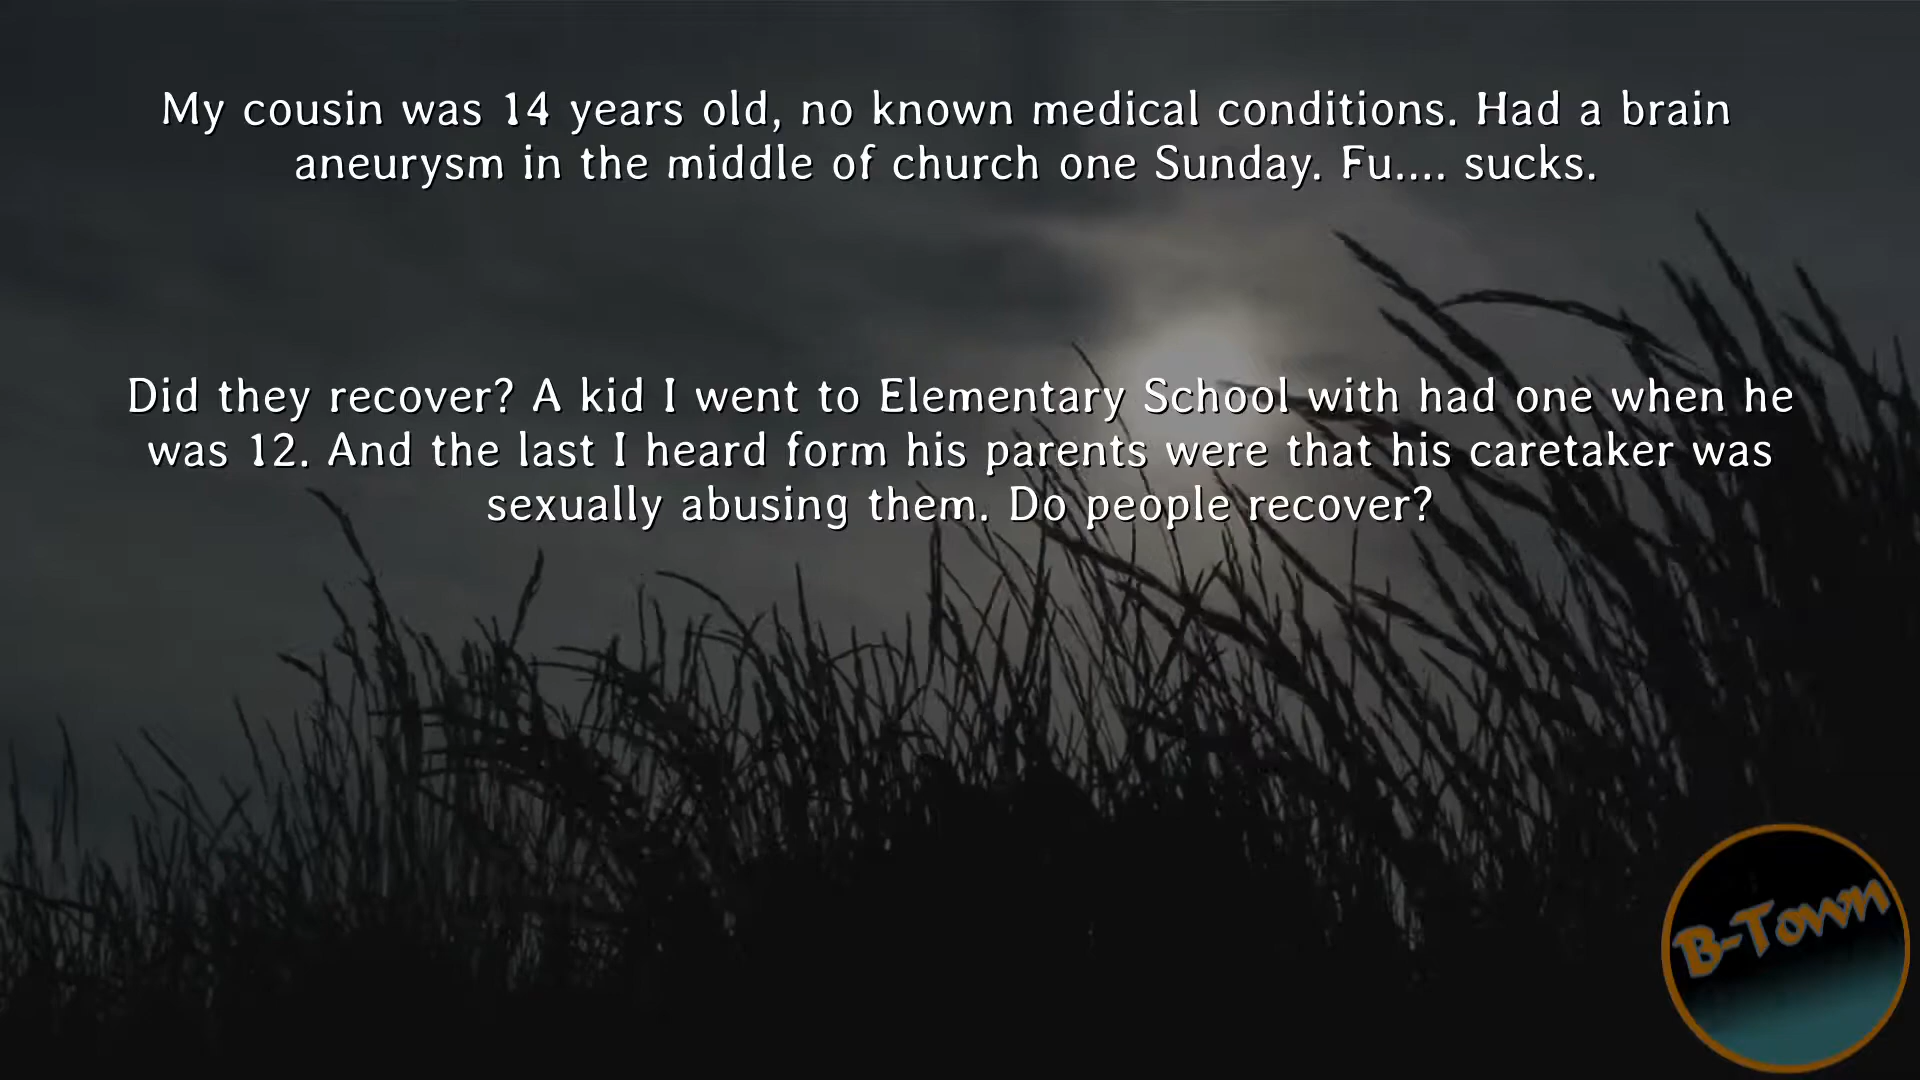 My cousin was 14 years old, no known medical conditions. Had a brain
aneurysm in the middle of church one Sunday. Fu.... sucks.
Did they recover? A kid I went to Elementary School with had one when he
was 12. And the last I heard form his parents were that his caretaker was
sexually abusing them. Do people recover?
B-Town